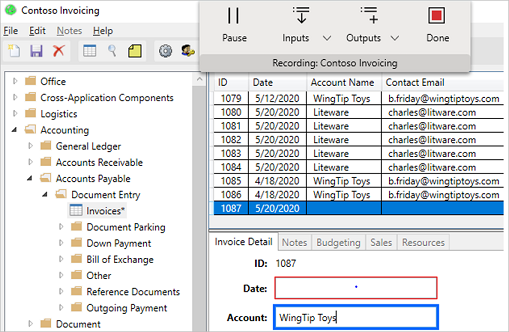 Contoso Invoicing
File Edit Notes Help
Pause Inputs Outputs Done
Recording: Contoso Invoicing
Office
Cross-Application Components
Logistics
Accounting
General Ledger
Accounts Receivable
Accounts Payable
Document Entry
Invoices*
Document Parking
Down Payment
Bill of Exchange
Other
Reference Documents
Outgoing Payment
Document
ID Date Account Name Contact Email
1079 5/12/2020 WingTip Toys b.friday@wingtiptoys.com
1080 5/20/2020 Liteware charles@litware.com
1081 5/20/2020 Liteware charles@litware.com
1082 5/20/2020 Liteware charles@litware.com
1083 5/20/2020 Liteware charles@litware.com
1084 5/20/2020 Liteware charles@litware.com
1085 4/18/2020 WingTip Toys b.friday@wingtiptoys.com
1086 4/18/2020 WingTip Toys b.friday@wingtiptoys.com
1087 5/20/2020
Invoice Detail Notes Budgeting Sales Resources
ID: 1087
Date:
Account: WingTip Toys